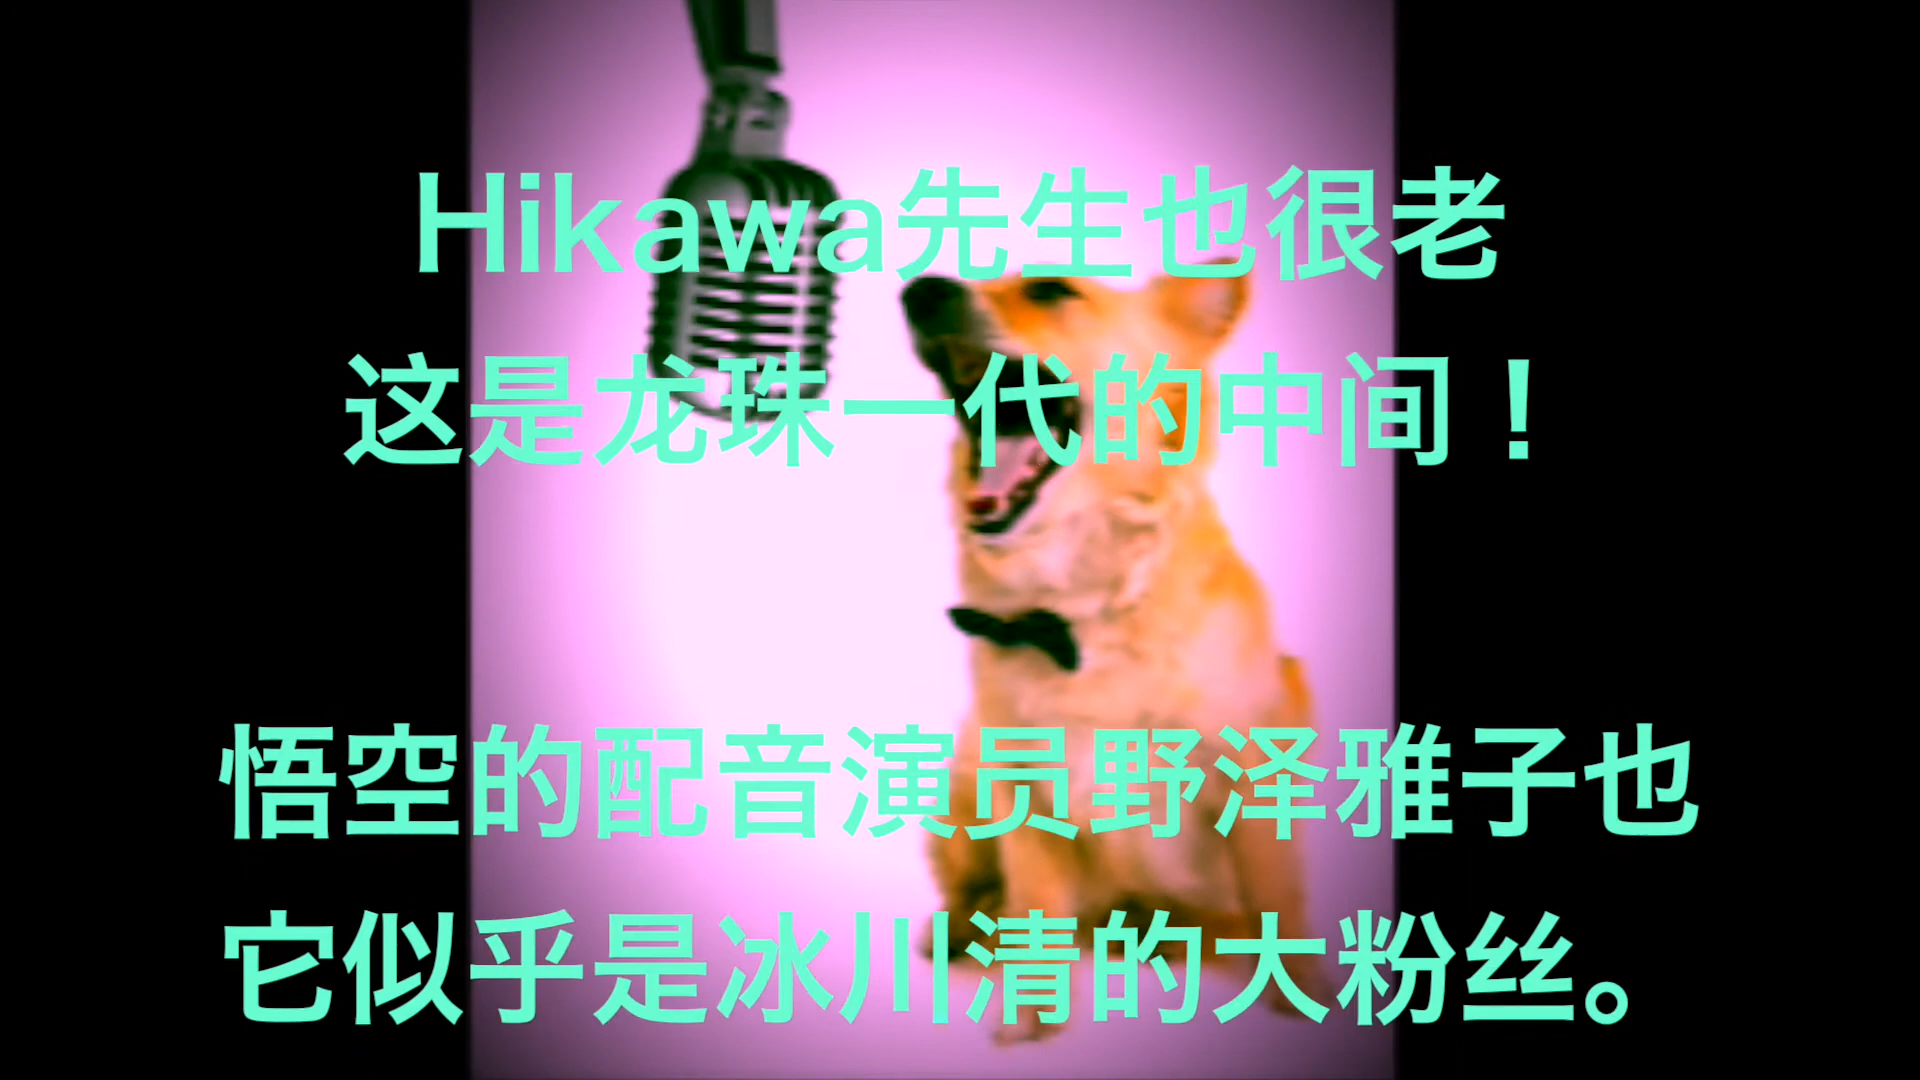 Hikawa先生也很老
这是龙珠一代的中间！
悟空的配音演员野泽雅子也
它似乎是冰川清的大粉丝。